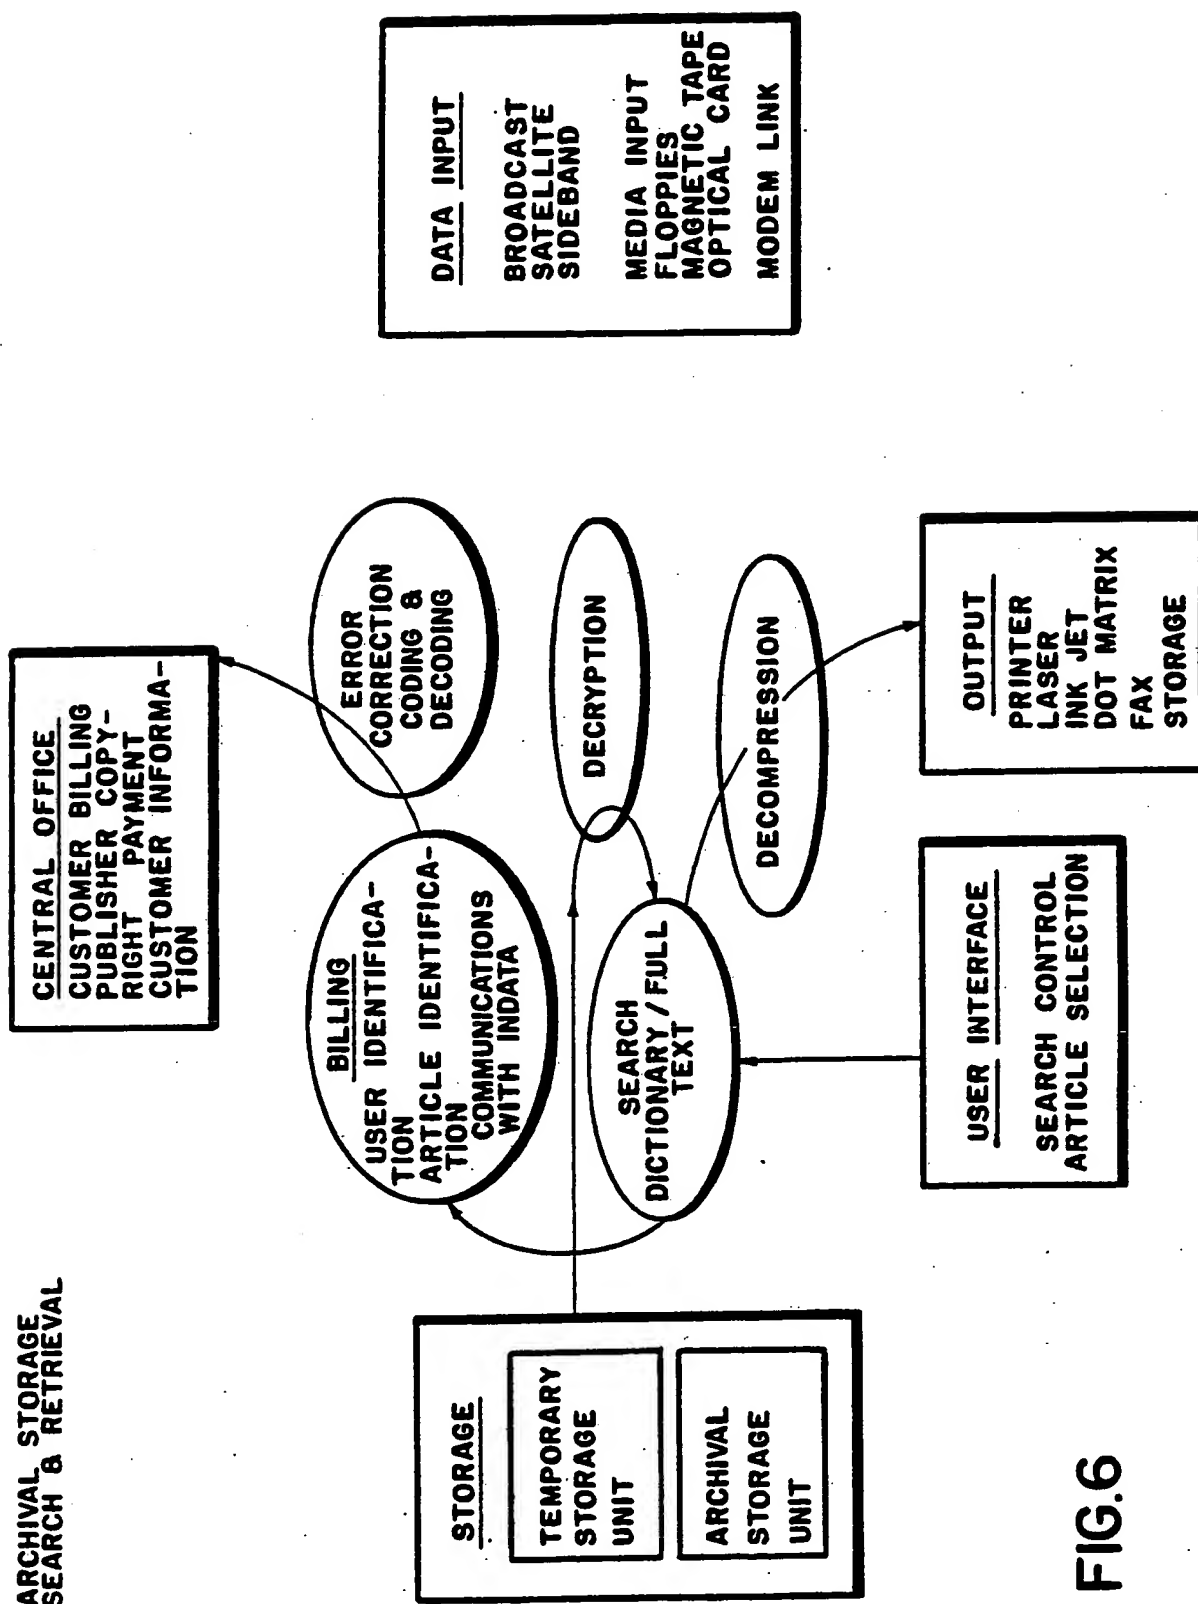 ARCHIVAL STORAGE
SEARCH & RETRIEVAL
CENTRAL OFFICE
CUSTOMER BILLING
PUBLISHER COPY-
RIGHT PAYMENT
CUSTOMER INFORMA-
TION
BILLING
USER IDENTIFICA-
TION
ARTICLE IDENTIFICA-
TION
COMMUNICATIONS
WITH INDATA
ERROR
CORRECTION
CODING &
DECODING
DATA INPUT
BROADCAST
SATELLITE
SIDEBAND
MEDIA INPUT
FLOPPIES
MAGNETIC TAPE
OPTICAL CARD
MODEM LINK
STORAGE
TEMPORARY
STORAGE
UNIT
ARCHIVAL
STORAGE
UNIT
DECRYPTION
SEARCH
DICTIONARY/FULL
TEXT
DECOMPRESSION
USER INTERFACE
SEARCH CONTROL
ARTICLE SELECTION
OUTPUT
PRINTER
LASER
INK JET
DOT MATRIX
FAX
STORAGE
FIG.6